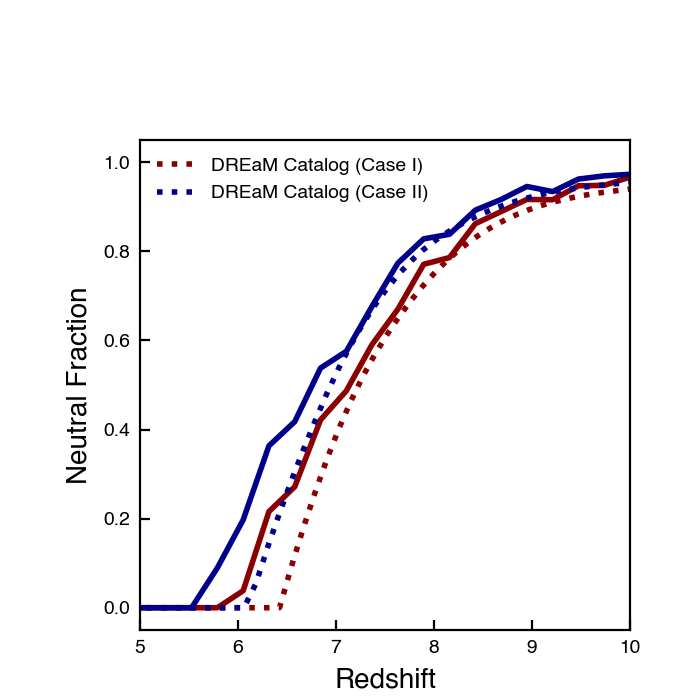 DREaM Catalog (Case I)
DREaM Catalog (Case II)
1.0
0.8
0.6
0.4
0.2
0.0
Neutral Fraction
5 6 7 8 9 10
Redshift